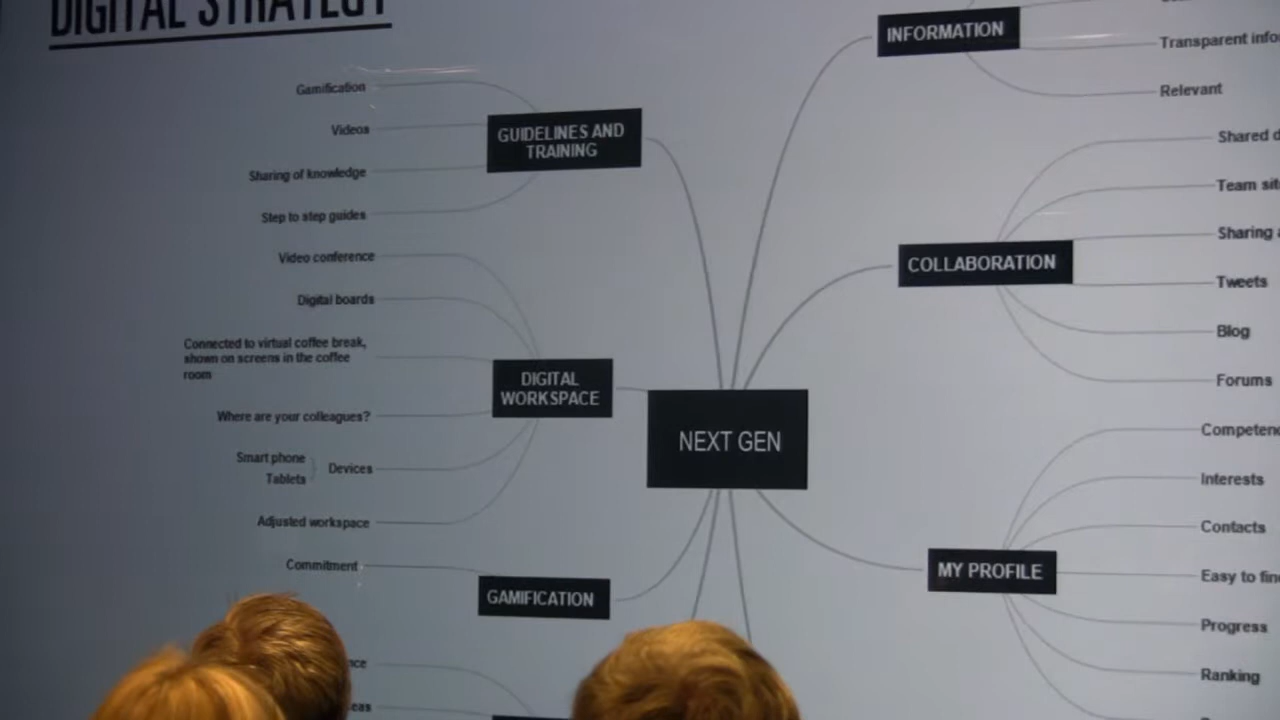 DIGITAL STRATEGY
Gamification
Videos
Sharing of knowledge
Step to step guides
GUIDELINES AND
TRAINING
Video conference
Digital boards
Connected to virtual coffee break,
shown on screens in the coffee
room
Where are your colleagues?
Smart phone
Tablets
Devices
Adjusted workspace
DIGITAL
WORKSPACE
Commitment
GAMIFICATION
NEXT GEN
INFORMATION
Transparent info
Relevant
COLLABORATION
Shared
Team
Sharing
Tweets
Blog
Forums
MY PROFILE
Interests
Contacts
Easy to
Progress
Ranking